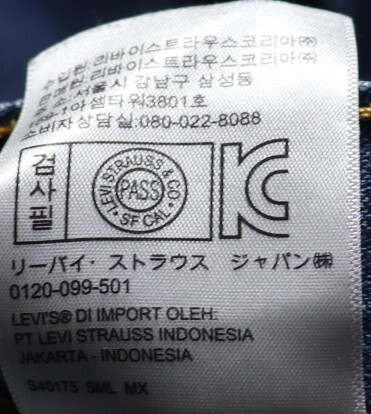 수입원:리바이스트라우스코리아㈜
판매원:리바이스트라우스코리아㈜
주소:서울시 강남구 삼성동
아셈타워3801호
소비자상담실:080-022-8088
검사필
LEVI STRAUSS & CO.
PASS
SF CAL
리ーバイ・ストラウス ジャパン㈱
0120-099-501
LEVI'S® DI IMPORT OLEH:
PT LEVI STRAUSS INDONESIA
JAKARTA - INDONESIA
S40175 SML MX